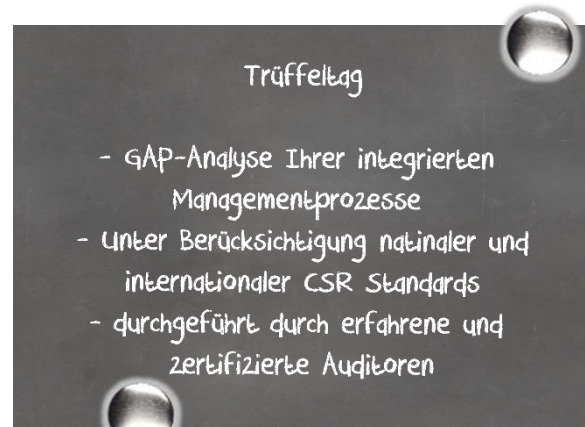 Trüffeltag
- GAP-Analyse Ihrer integrierten
Managementprozesse
- Unter Berücksichtigung natinaler und
internationaler CSR Standards
- durchgeführt durch erfahrene und
zertifizierte Auditoren